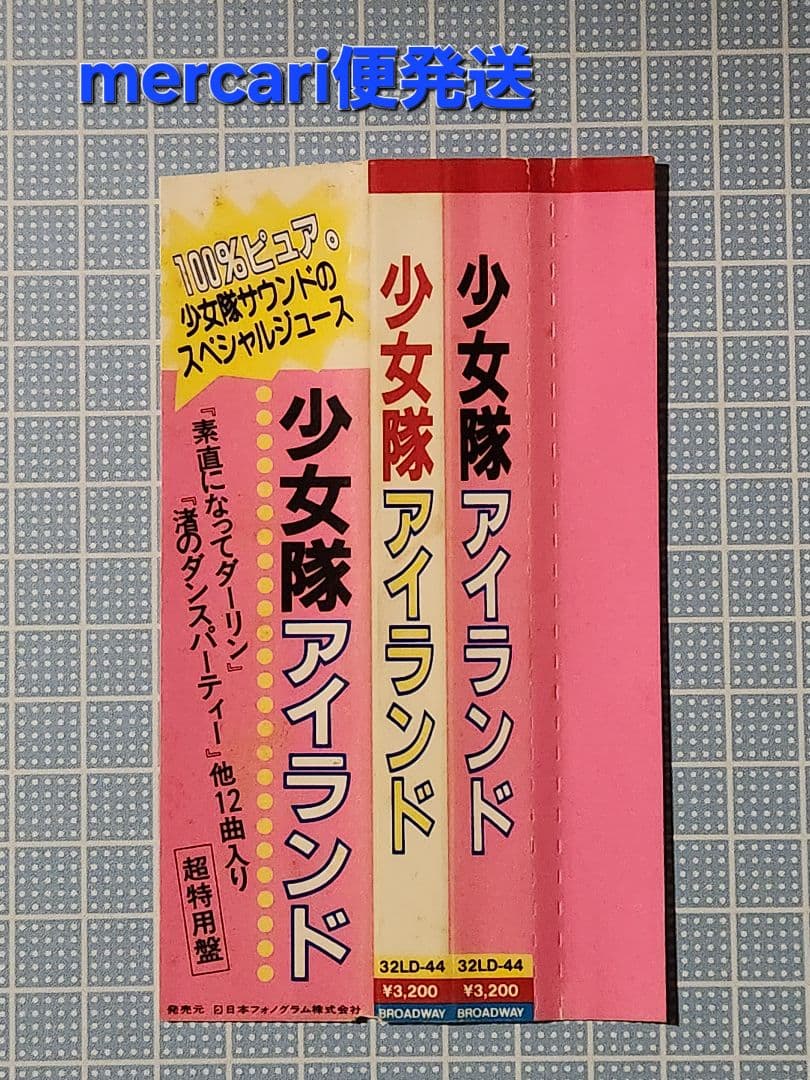 mercari便発送
100%ピュア。
少女隊サウンドの
スペシャルジュース
少女隊アイランド
『素直になってダーリン』
『渚のダンスパーティー』他12曲入り
超特用盤
発売元 日本フォノグラム株式会社
少女隊アイランド
32LD-44
¥3,200
BROADWAY
少女隊アイランド
32LD-44
¥3,200
BROADWAY